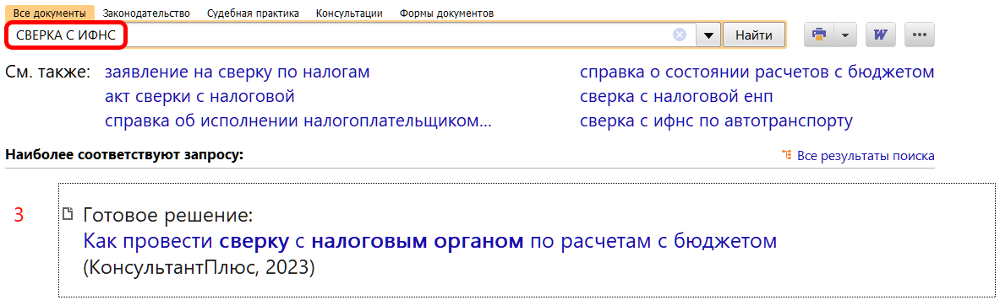 Все документы Законодательство Судебная практика Консультации Формы документов
СВЕРКА С ИФНС Найти W
См. также: заявление на сверку по налогам справка о состоянии расчетов с бюджетом
акт сверки с налоговой сверка с налоговой енп
справка об исполнении налогоплательщиком... сверка с ифнс по автотранспорту
Наиболее соответствуют запросу: Все результаты поиска
3 Готовое решение:
Как провести сверку с налоговым органом по расчетам с бюджетом
(КонсультантПлюс, 2023)